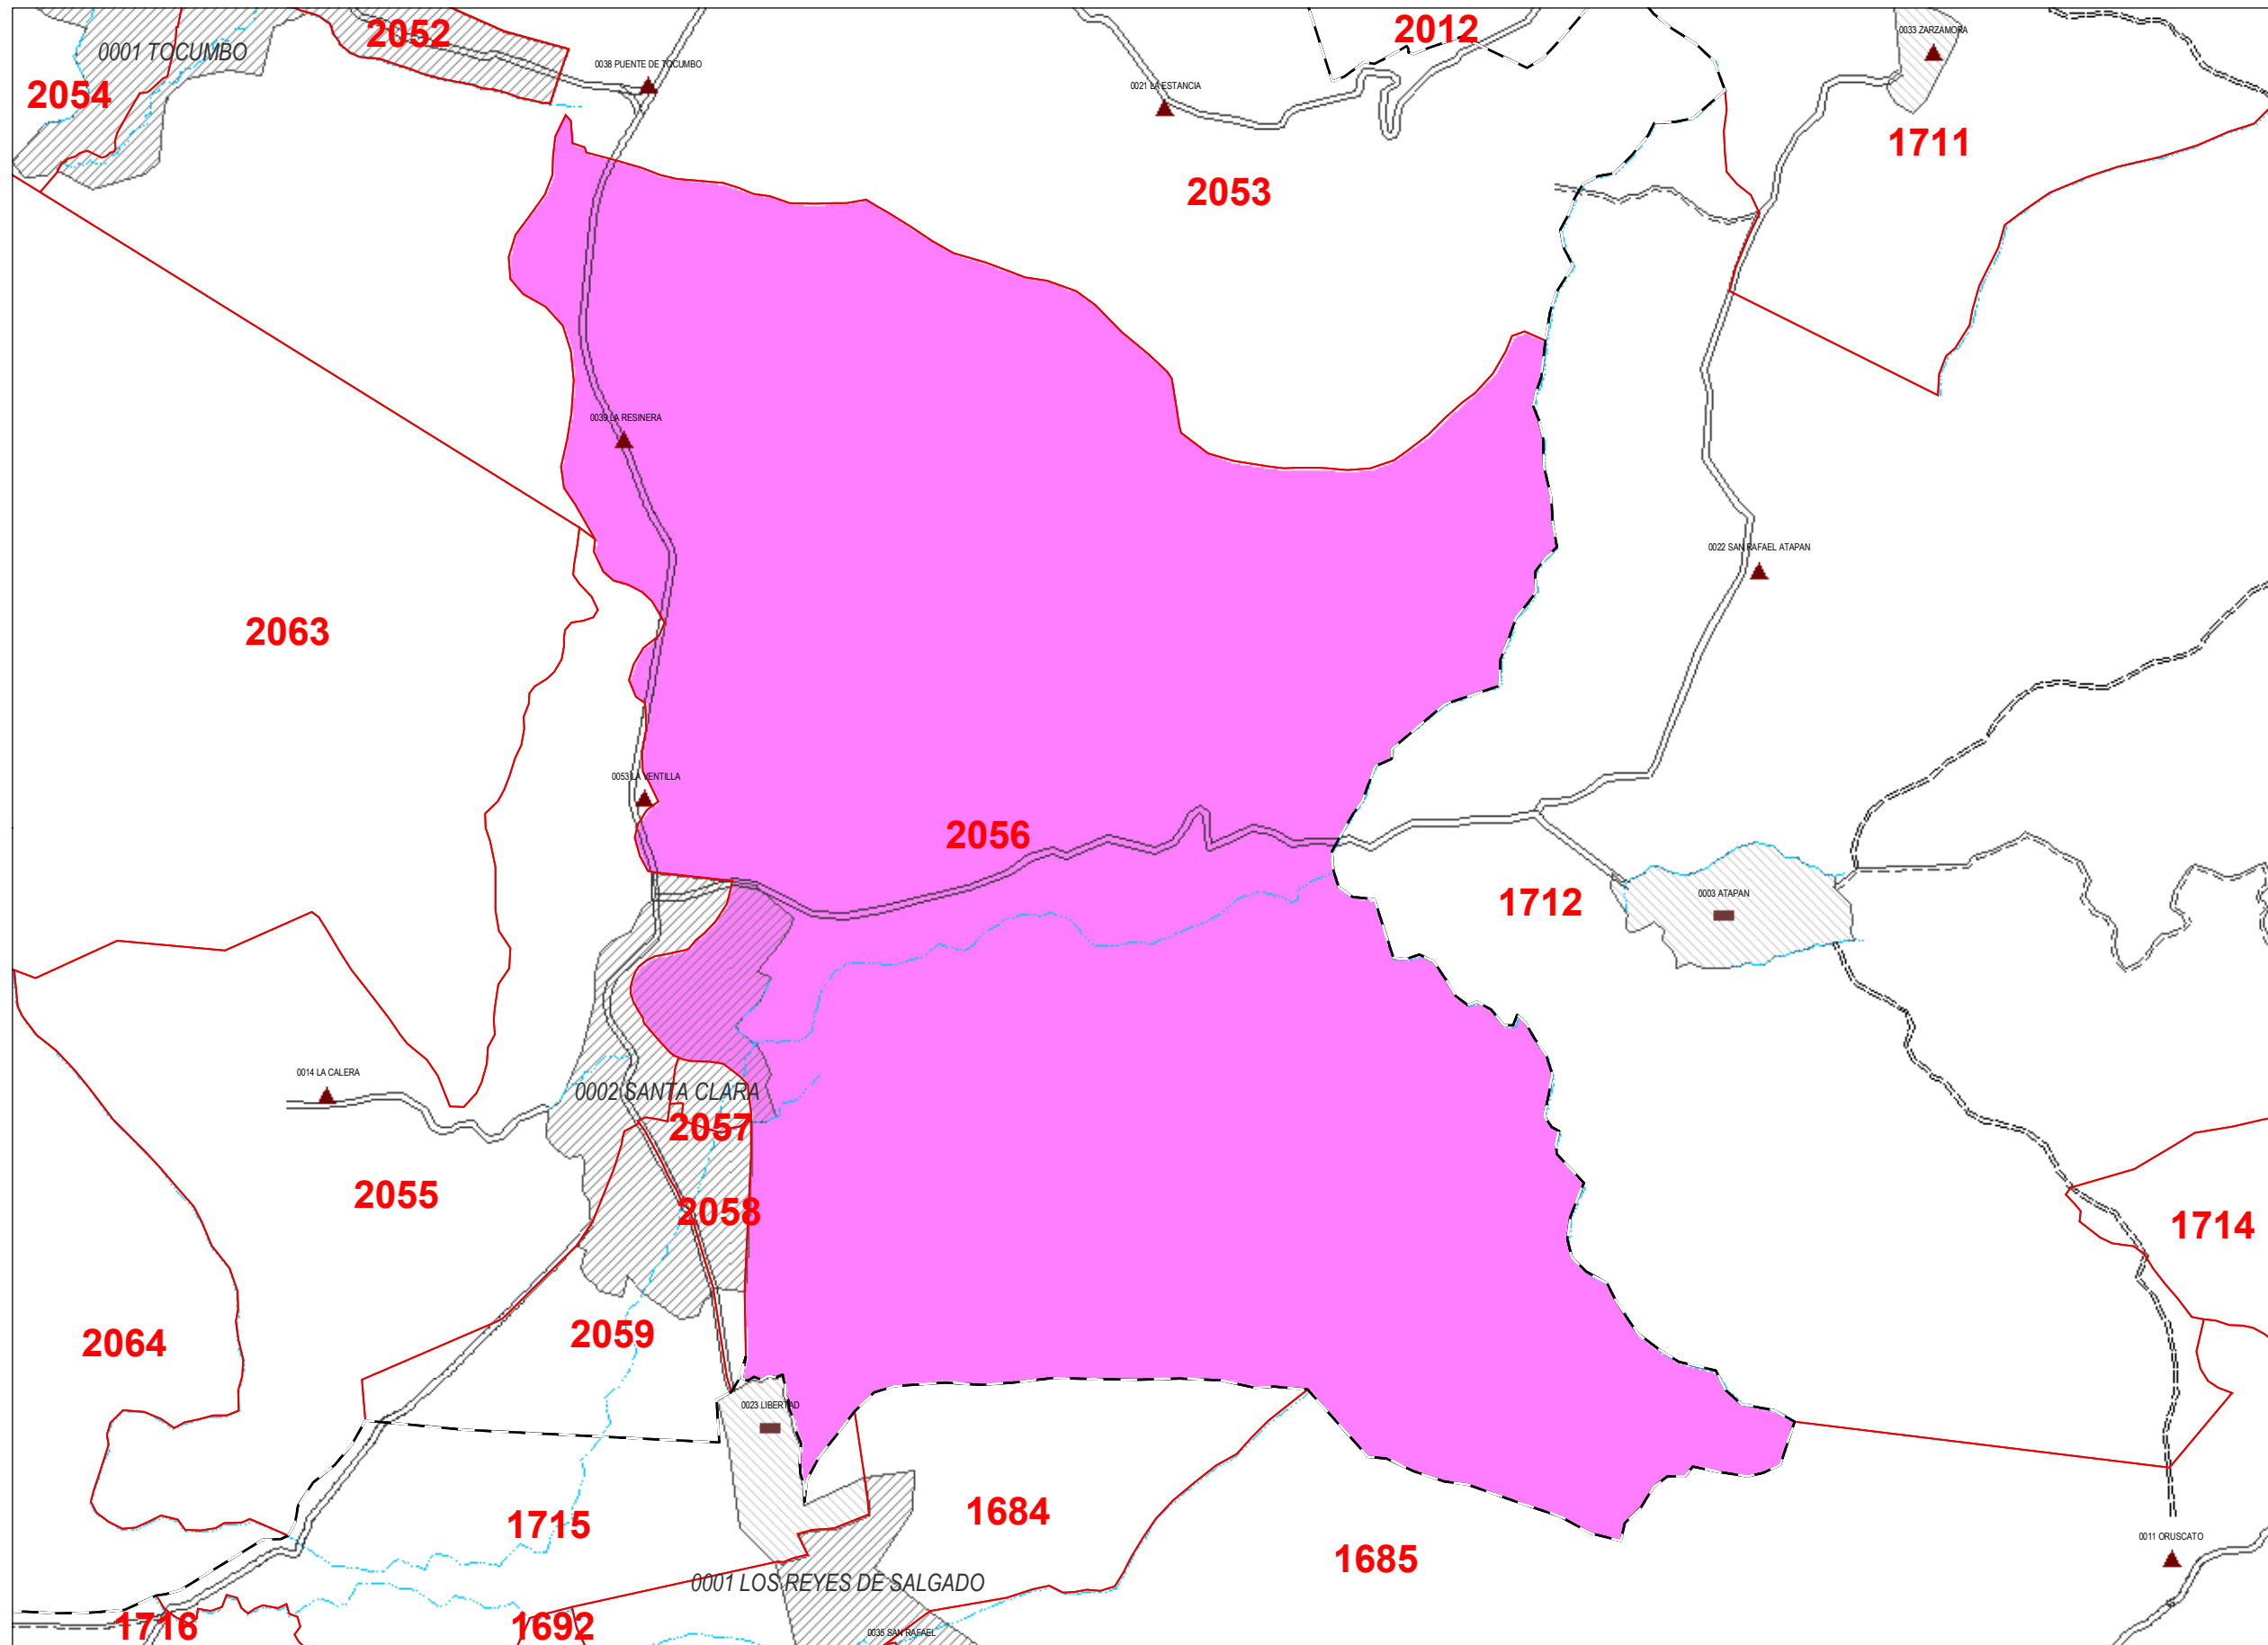 2012
0033 ZARZAMORA
2052
0001 TOCUMBO
0038 PUENTE DE TOCUMBO
0021 LA ESTANCIA
2054
1711
2053
0039 LA RESINERA
0022 SAN RAFAEL ATAPAN
2063
0053 LA VENTILLA
2056
0003 ATAPAN
1712
0014 LA CALERA
0002 SANTA CLARA
2057
2055
2058
1714
2059
2064
0023 LIBERTAD
1684
1715
0011 ORUSCATO
1685
0001 LOS REYES DE SALGADO
1716
1692
0035 SAN RAFAEL